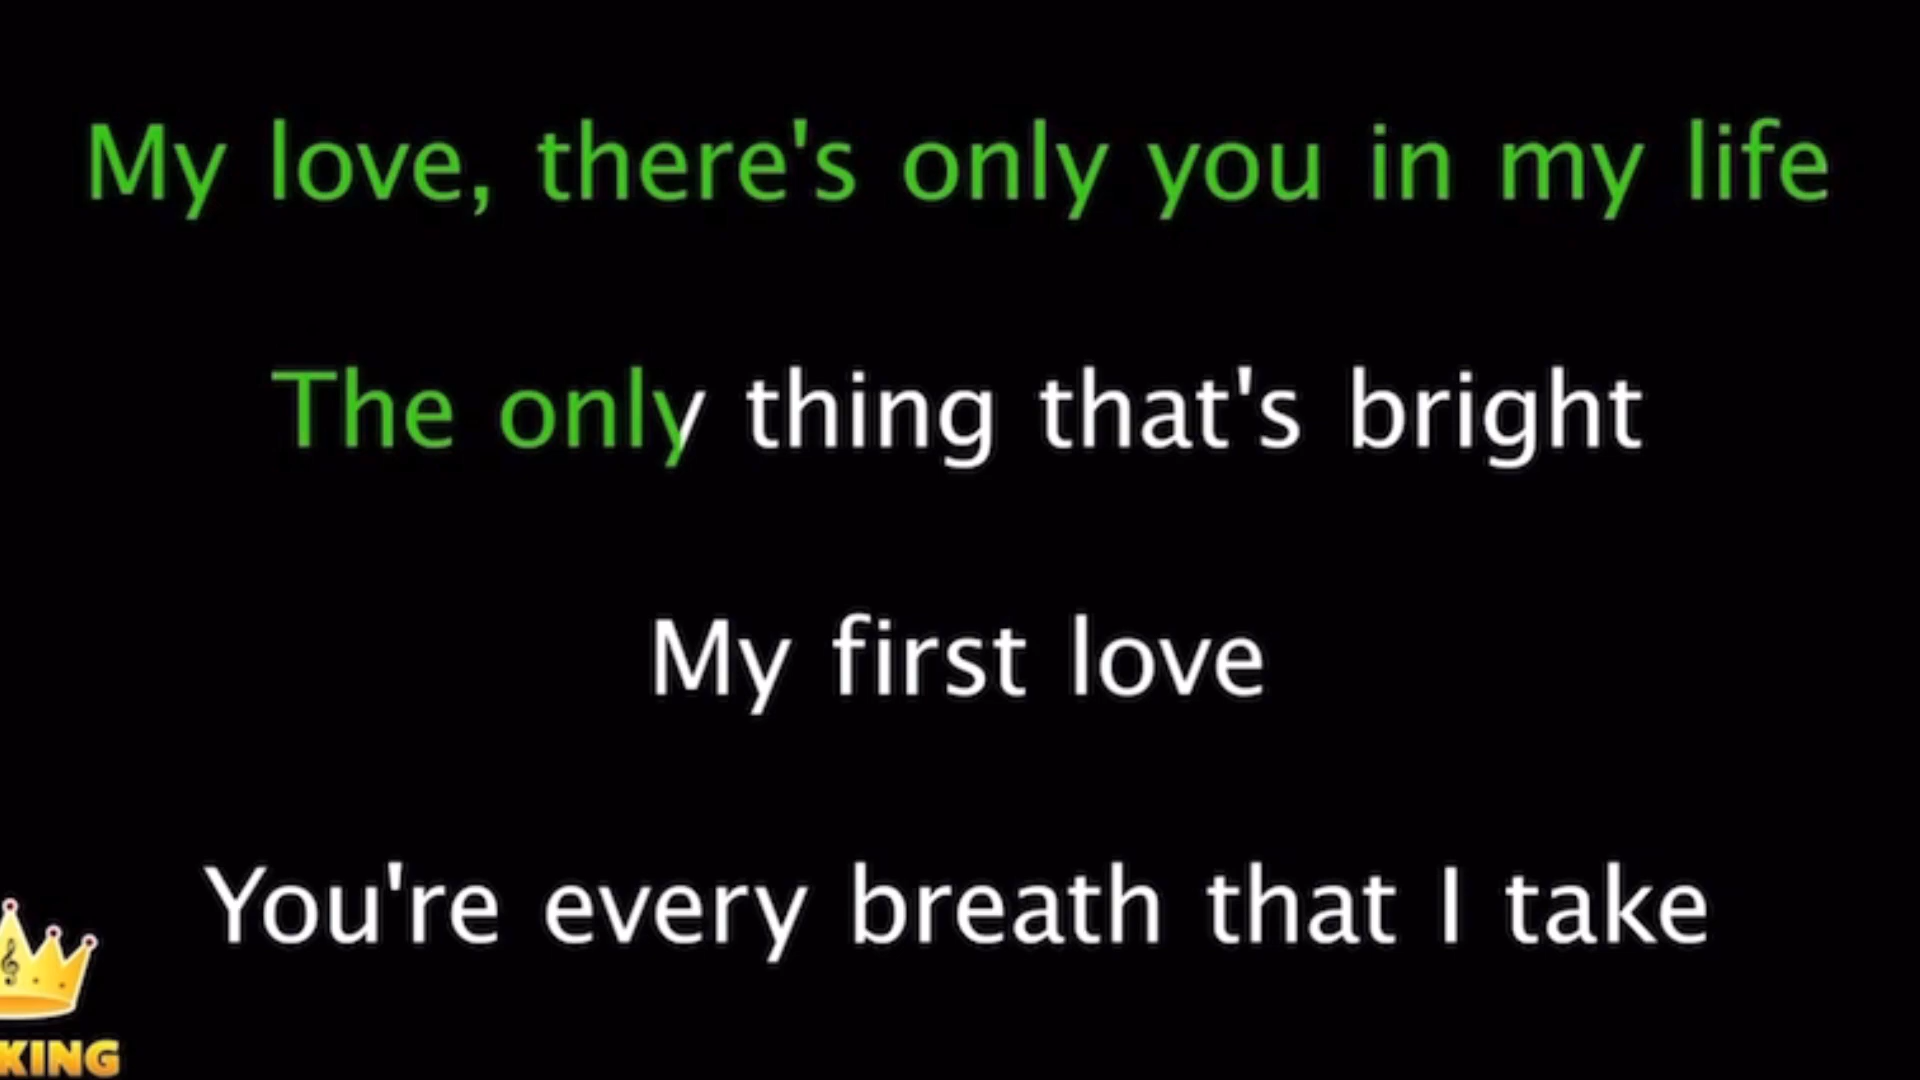 My love, there's only you in my life
The only thing that's bright
My first love
You're every breath that I take
KING